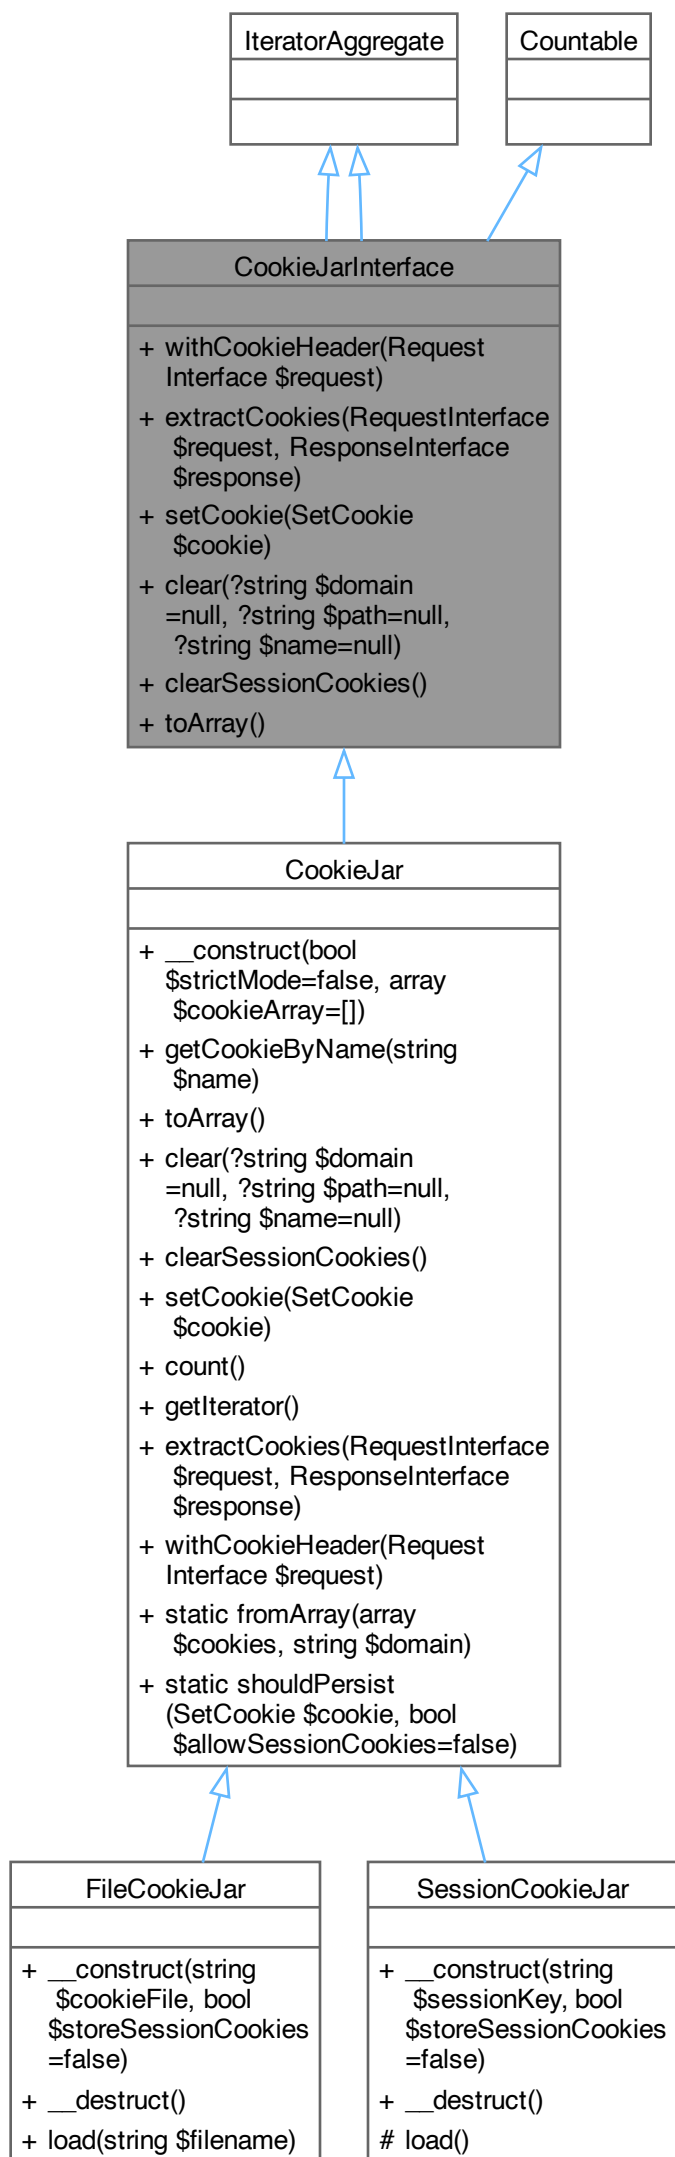 IteratorAggregate
Countable
CookieJarInterface
+ withCookieHeader(Request
Interface $request)
+ extractCookies(RequestInterface
$request, ResponseInterface
$response)
+ setCookie(SetCookie
$cookie)
+ clear(?string $domain
=null, ?string $path=null,
?string $name=null)
+ clearSessionCookies()
+ toArray()
CookieJar
+ __construct(bool
$strictMode=false, array
$cookieArray=[])
+ getCookieByName(string
$name)
+ toArray()
+ clear(?string $domain
=null, ?string $path=null,
?string $name=null)
+ clearSessionCookies()
+ setCookie(SetCookie
$cookie)
+ count()
+ getIterator()
+ extractCookies(RequestInterface
$request, ResponseInterface
$response)
+ withCookieHeader(Request
Interface $request)
+ static fromArray(array
$cookies, string $domain)
+ static shouldPersist
(SetCookie $cookie, bool
$allowSessionCookies=false)
FileCookieJar
+ __construct(string
$cookieFile, bool
$storeSessionCookies
=false)
+ __destruct()
+ load(string $filename)
SessionCookieJar
+ __construct(string
$sessionKey, bool
$storeSessionCookies
=false)
+ __destruct()
# load()